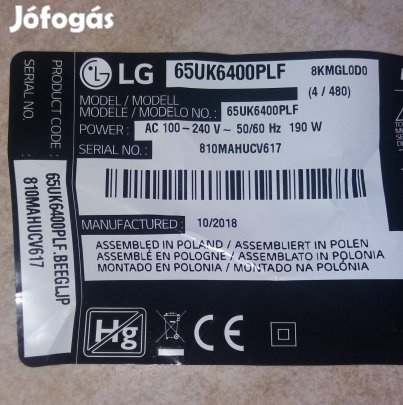 Jófogás
LG 65UK6400PLF 8KMGL0D0
(4 / 480)
MODEL / MODELL
MODELE / MODELO NO. : 65UK6400PLF
POWER : AC 100-240 V ~ 50/60 Hz 190 W
SERIAL NO. : 810MAHUCV617
MANUFACTURED : 10/2018
ASSEMBLED IN POLAND / ASSEMBLIERT IN POLEN
ASSEMBLÉ EN POLOGNE / ASSEMBLATO IN POLONIA
MONTADO EN POLONIA / MONTADO NA POLÓNIA
Hg
CE
PRODUCT CODE : 65UK6400PLF.BEEGLJP
SERIAL NO. : 810MAHUCV617